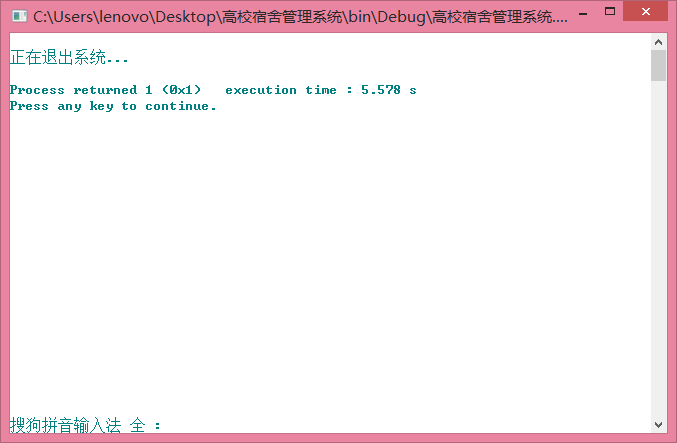 C:\Users\lenovo\Desktop\高校宿舍管理系统\bin\Debug\高校宿舍管理系统....
正在退出系统...
Process returned 1 (0x1)   execution time : 5.578 s
Press any key to continue.
搜狗拼音输入法 全 :